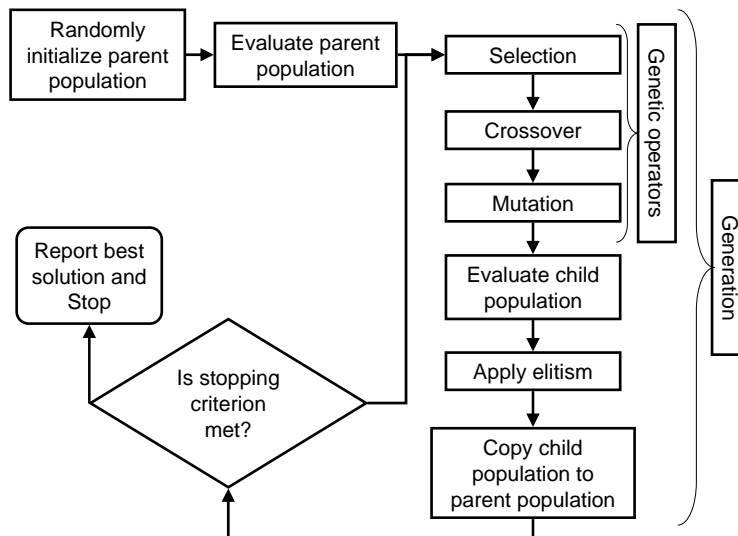 Randomly
initialize parent
population
Evaluate parent
population
Selection
Crossover
Mutation
Genetic operators
Evaluate child
population
Apply elitism
Copy child
population to
parent population
Generation
Is stopping
criterion
met?
Report best
solution and
Stop